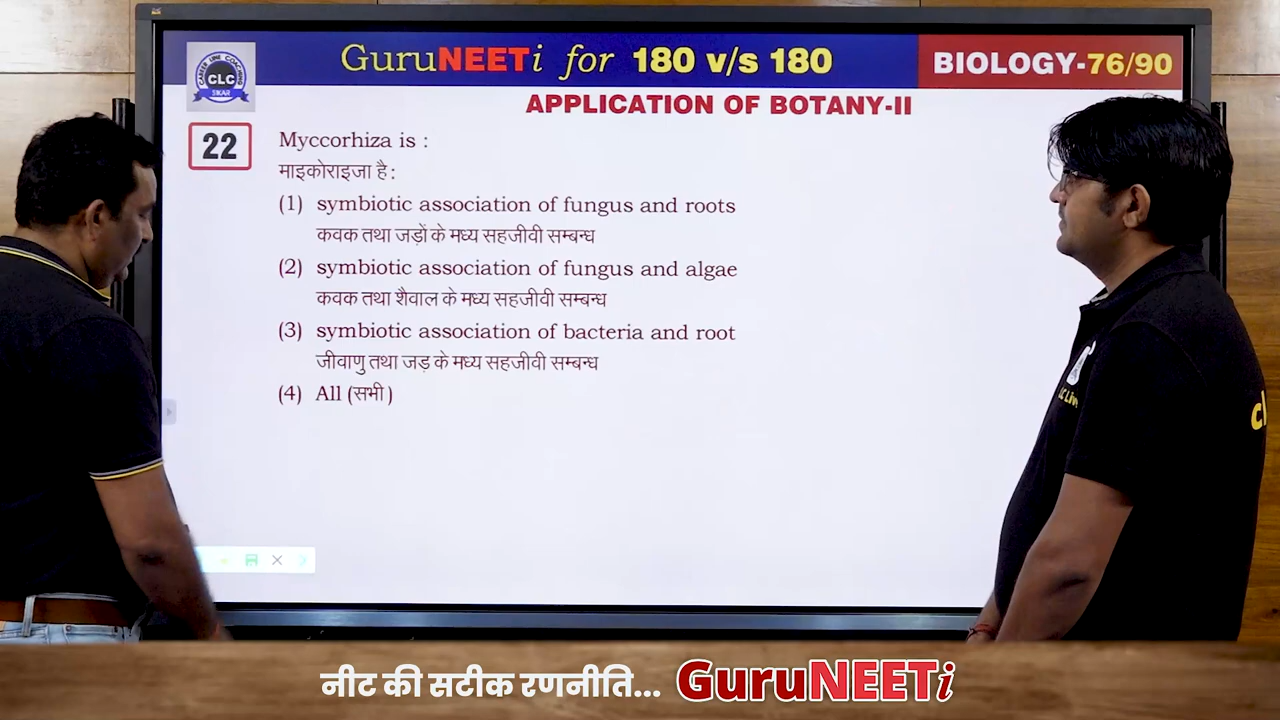 GuruNEETi for 180 v/s 180
BIOLOGY-76/90
CAREER LINE COACHING
CLC
SIKAR
APPLICATION OF BOTANY-II
22
Myccorhiza is :
माइकोराइजा है :
(1) symbiotic association of fungus and roots
कवक तथा जड़ों के मध्य सहजीवी सम्बन्ध
(2) symbiotic association of fungus and algae
कवक तथा शैवाल के मध्य सहजीवी सम्बन्ध
(3) symbiotic association of bacteria and root
जीवाणु तथा जड़ के मध्य सहजीवी सम्बन्ध
(4) All (सभी)
नीट की सटीक रणनीति... GuruNEETi